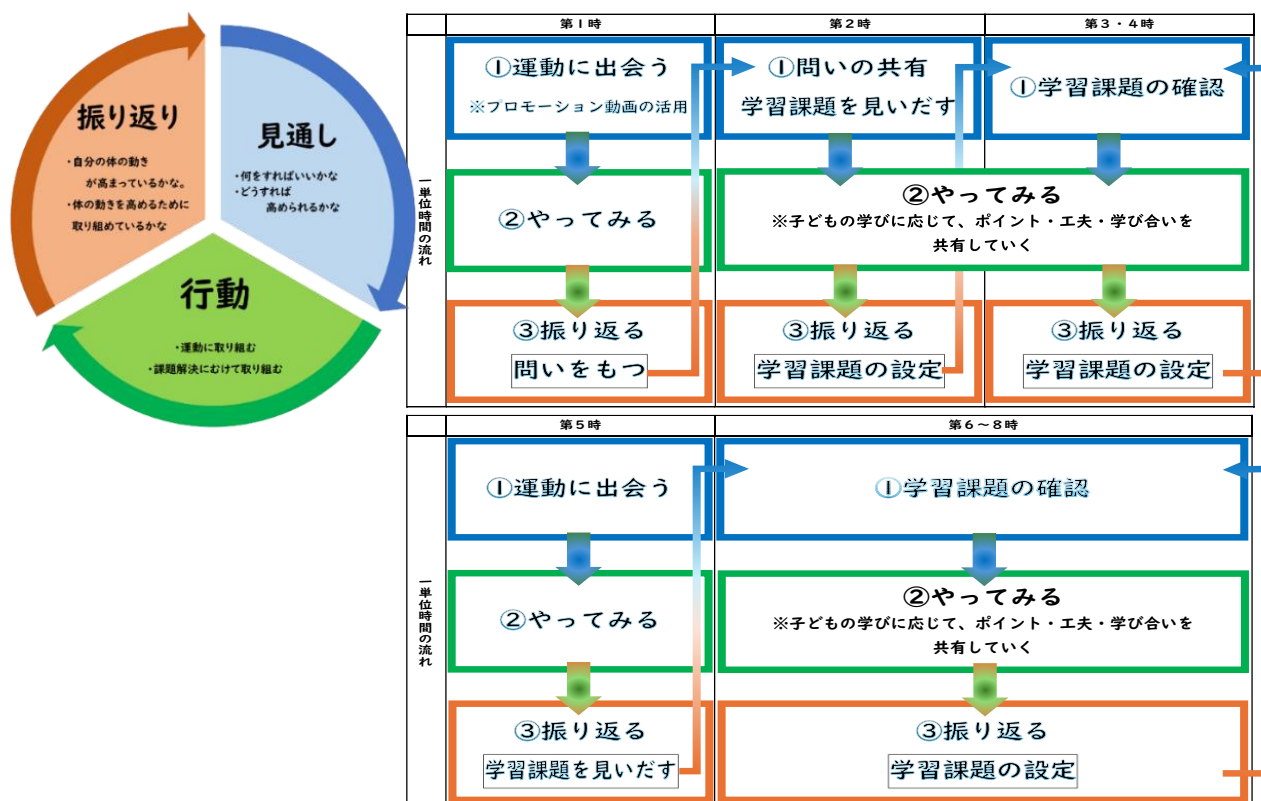 振り返り
・自分の体の動き
が高まっているかな。
・体の動きを高めるために
取り組めているかな
見通し
・何をすればいいかな
・どうすれば
高められるかな
行動
・運動に取り組む
・課題解決にむけて取り組む
第1時
第2時
第3・4時
一単位時間の流れ
①運動に出会う
※プロモーション動画の活用
①問いの共有
学習課題を見いだす
①学習課題の確認
②やってみる
②やってみる
※子どもの学びに応じて、ポイント・工夫・学び合いを
共有していく
③振り返る
問いをもつ
③振り返る
学習課題の設定
③振り返る
学習課題の設定
第5時
第6～8時
一単位時間の流れ
①運動に出会う
①学習課題の確認
②やってみる
②やってみる
※子どもの学びに応じて、ポイント・工夫・学び合いを
共有していく
③振り返る
学習課題を見いだす
③振り返る
学習課題の設定